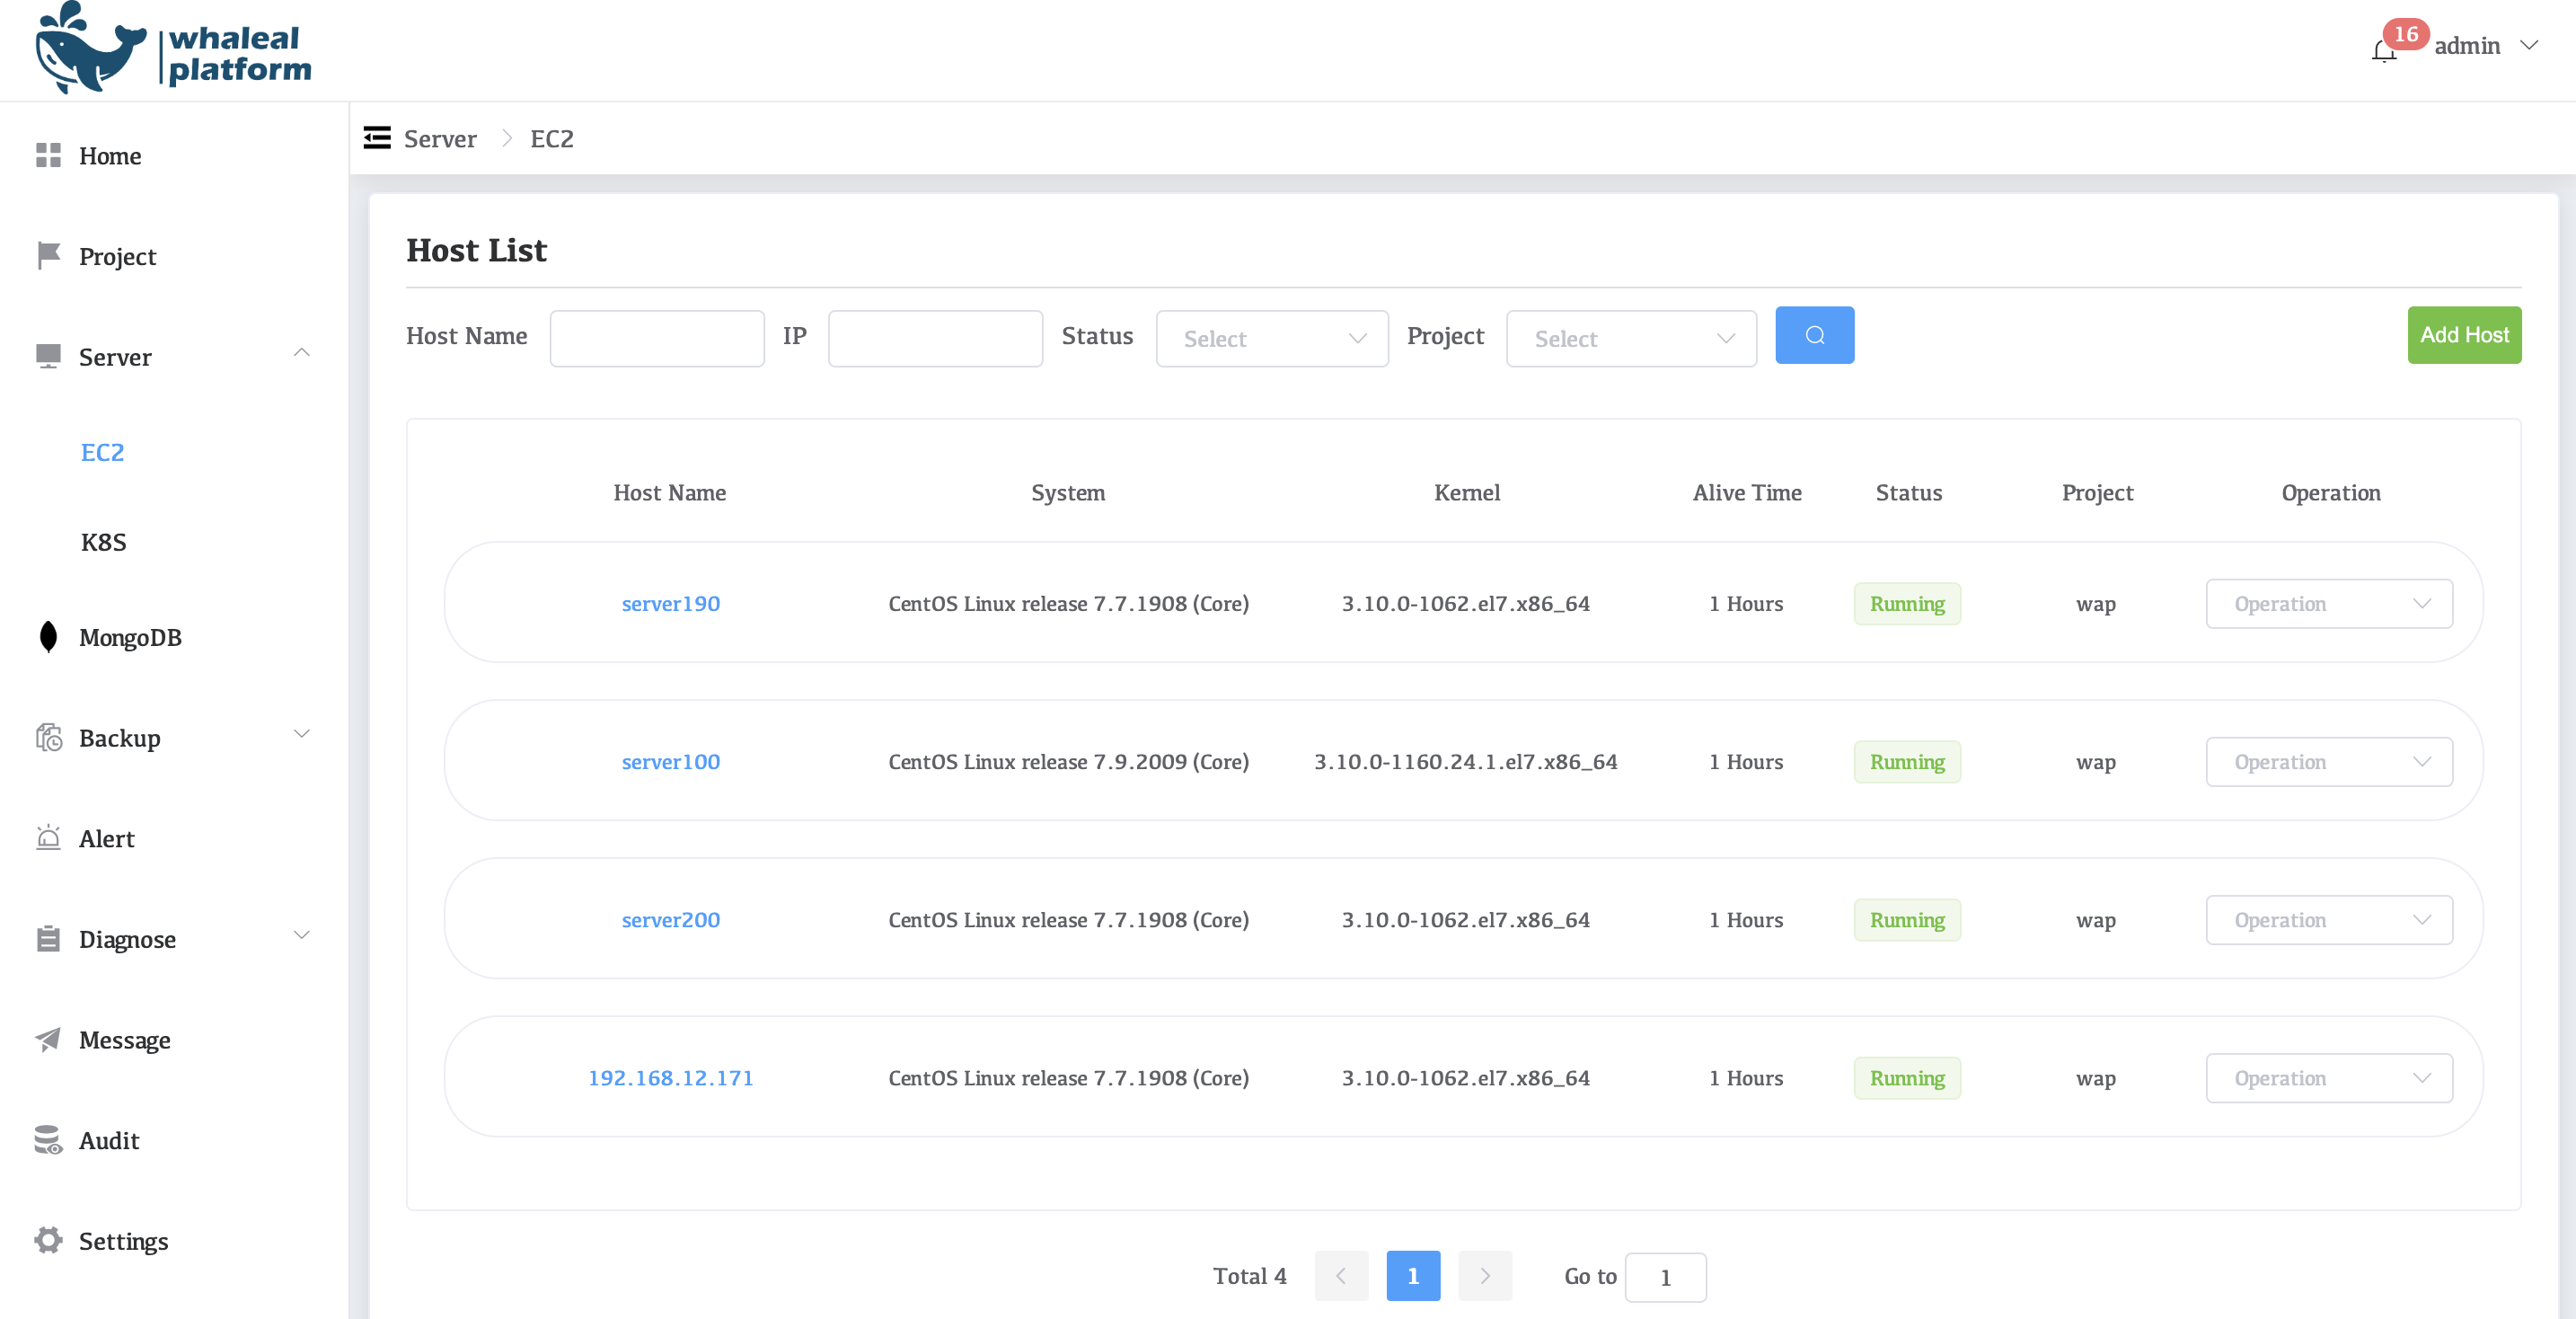 whaleal
platform
16
admin
Home
Project
Server
EC2
K8S
MongoDB
Backup
Alert
Diagnose
Message
Audit
Settings
Server EC2
Host List
Host Name IP Status Select Project Select Add Host
Host Name System Kernel Alive Time Status Project Operation
server190 CentOS Linux release 7.7.1908 (Core) 3.10.0-1062.el7.x86_64 1 Hours Running wap Operation
server100 CentOS Linux release 7.9.2009 (Core) 3.10.0-1160.24.1.el7.x86_64 1 Hours Running wap Operation
server200 CentOS Linux release 7.7.1908 (Core) 3.10.0-1062.el7.x86_64 1 Hours Running wap Operation
192.168.12.171 CentOS Linux release 7.7.1908 (Core) 3.10.0-1062.el7.x86_64 1 Hours Running wap Operation
Total 4 1 Go to 1